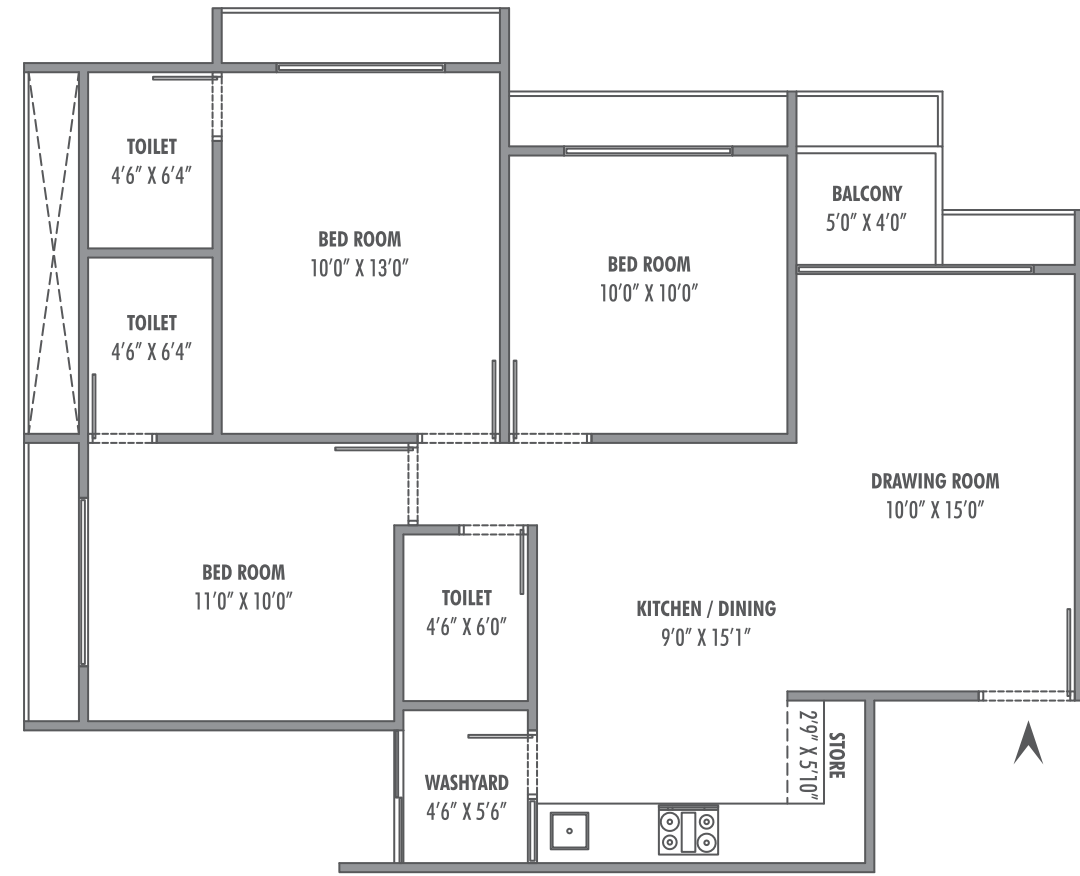 TOILET
4'6” X 6'4”
BED ROOM
10'0” X 13'0”
BED ROOM
10'0” X 10'0”
BALCONY
5'0” X 4'0”
TOILET
4'6” X 6'4”
DRAWING ROOM
10'0” X 15'0”
BED ROOM
11'0” X 10'0”
TOILET
4'6” X 6'0”
KITCHEN / DINING
9'0” X 15'1”
STORE
2'9” X 5'10”
WASHYARD
4'6” X 5'6”